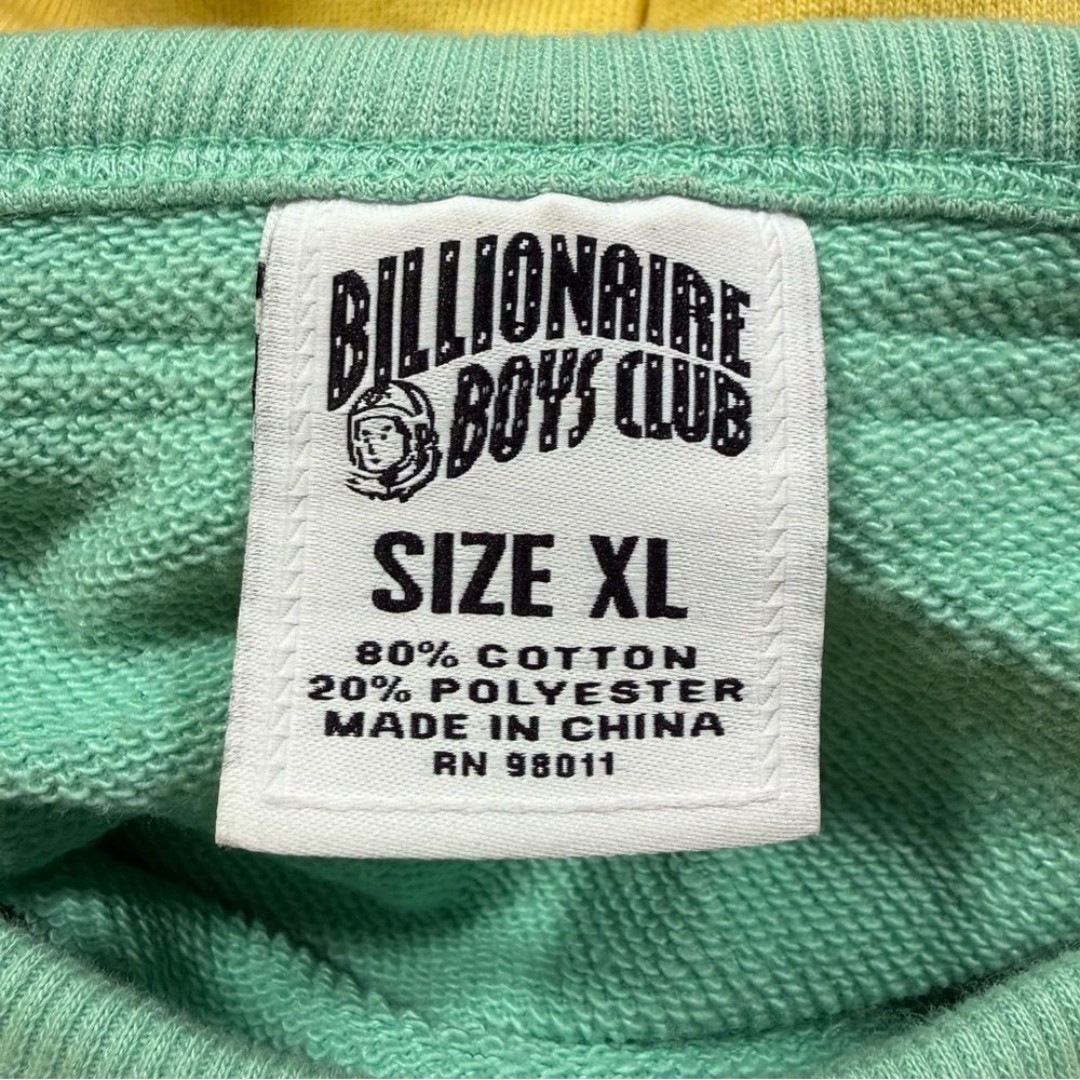 BILLIONAIRE
BOYS CLUB
SIZE XL
80% COTTON
20% POLYESTER
MADE IN CHINA
RN 98011